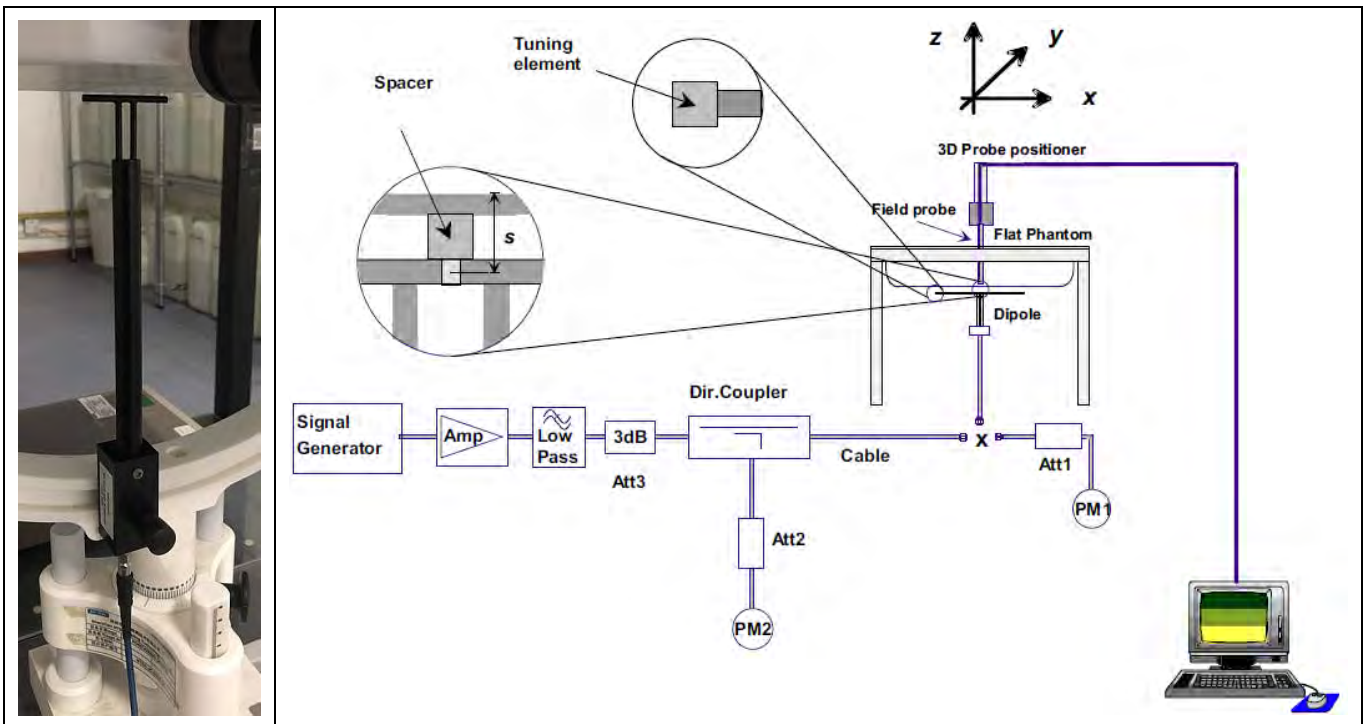 Tuning
element
Spacer
s
z
y
x
3D Probe positioner
Field probe
Flat Phantom
Dipole
Dir.Coupler
Signal
Generator
Amp
Low
Pass
3dB
Att3
Cable
x
Att1
PM1
Att2
PM2